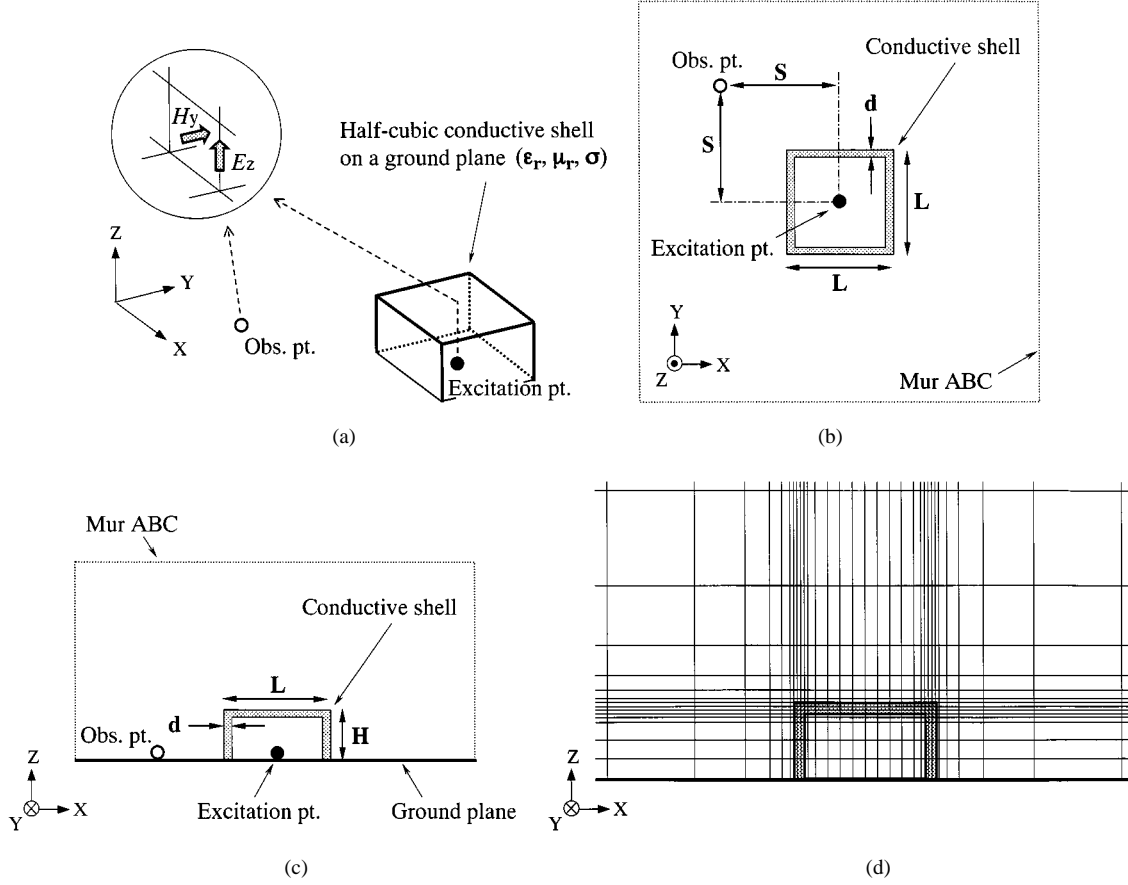 Hy
Ez
Z
Y
X
Obs. pt.
Half-cubic conductive shell
on a ground plane (εr, μr, σ)
Excitation pt.
(a)
Conductive shell
Obs. pt.
S
d
S
L
Excitation pt.
L
Y
X
Z
Mur ABC
(b)
Mur ABC
Conductive shell
L
d
H
Obs. pt.
Z
X
Y
Excitation pt.
Ground plane
(c)
Z
X
Y
(d)